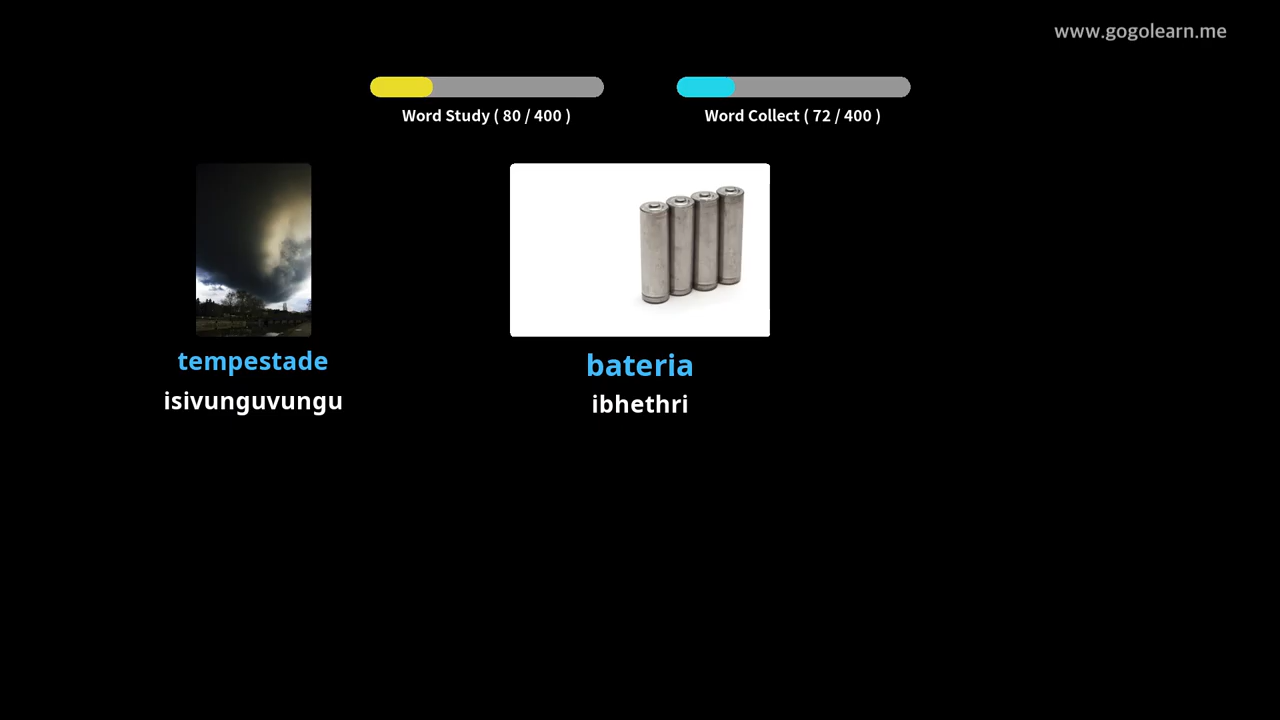 www.gogolearn.me
Word Study ( 80 / 400 )
Word Collect ( 72 / 400 )
tempestade
isivunguvungu
bateria
ibhethri